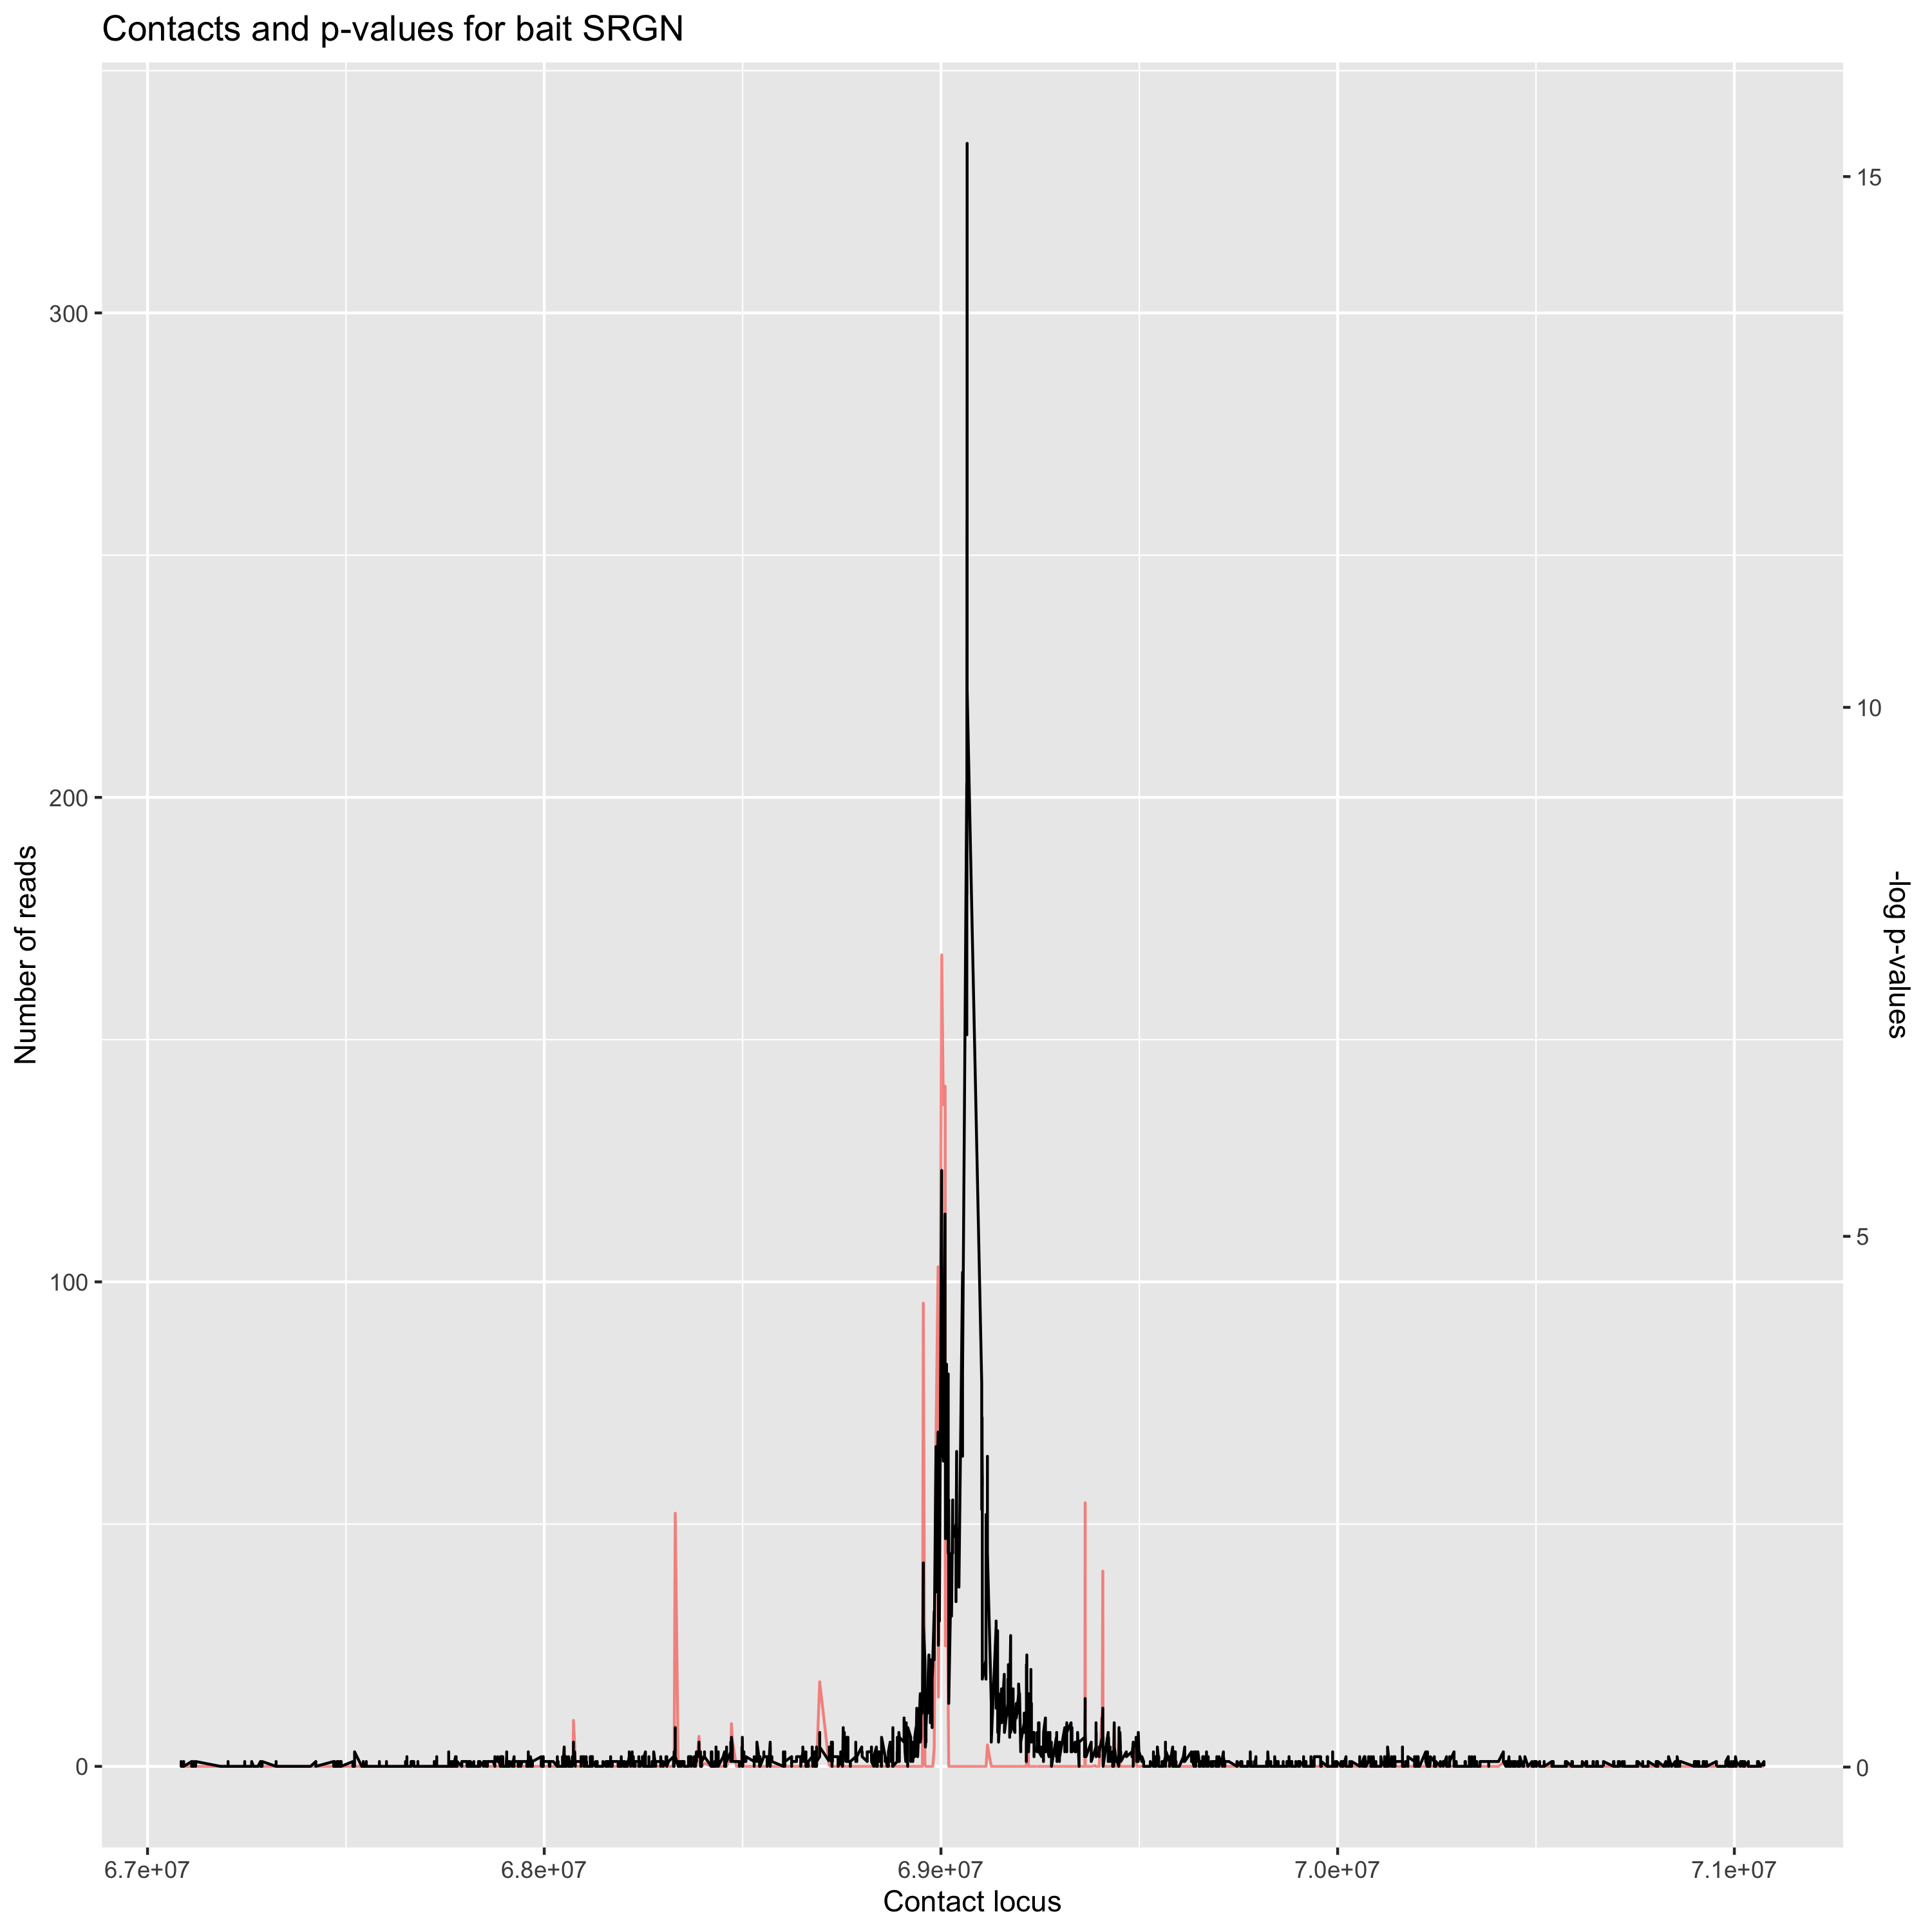 Contacts and p-values for bait SRGN
Number of reads
300
200
100
0
15
10
5
0
-log p-values
6.7e+07 6.8e+07 6.9e+07 7.0e+07 7.1e+07
Contact locus